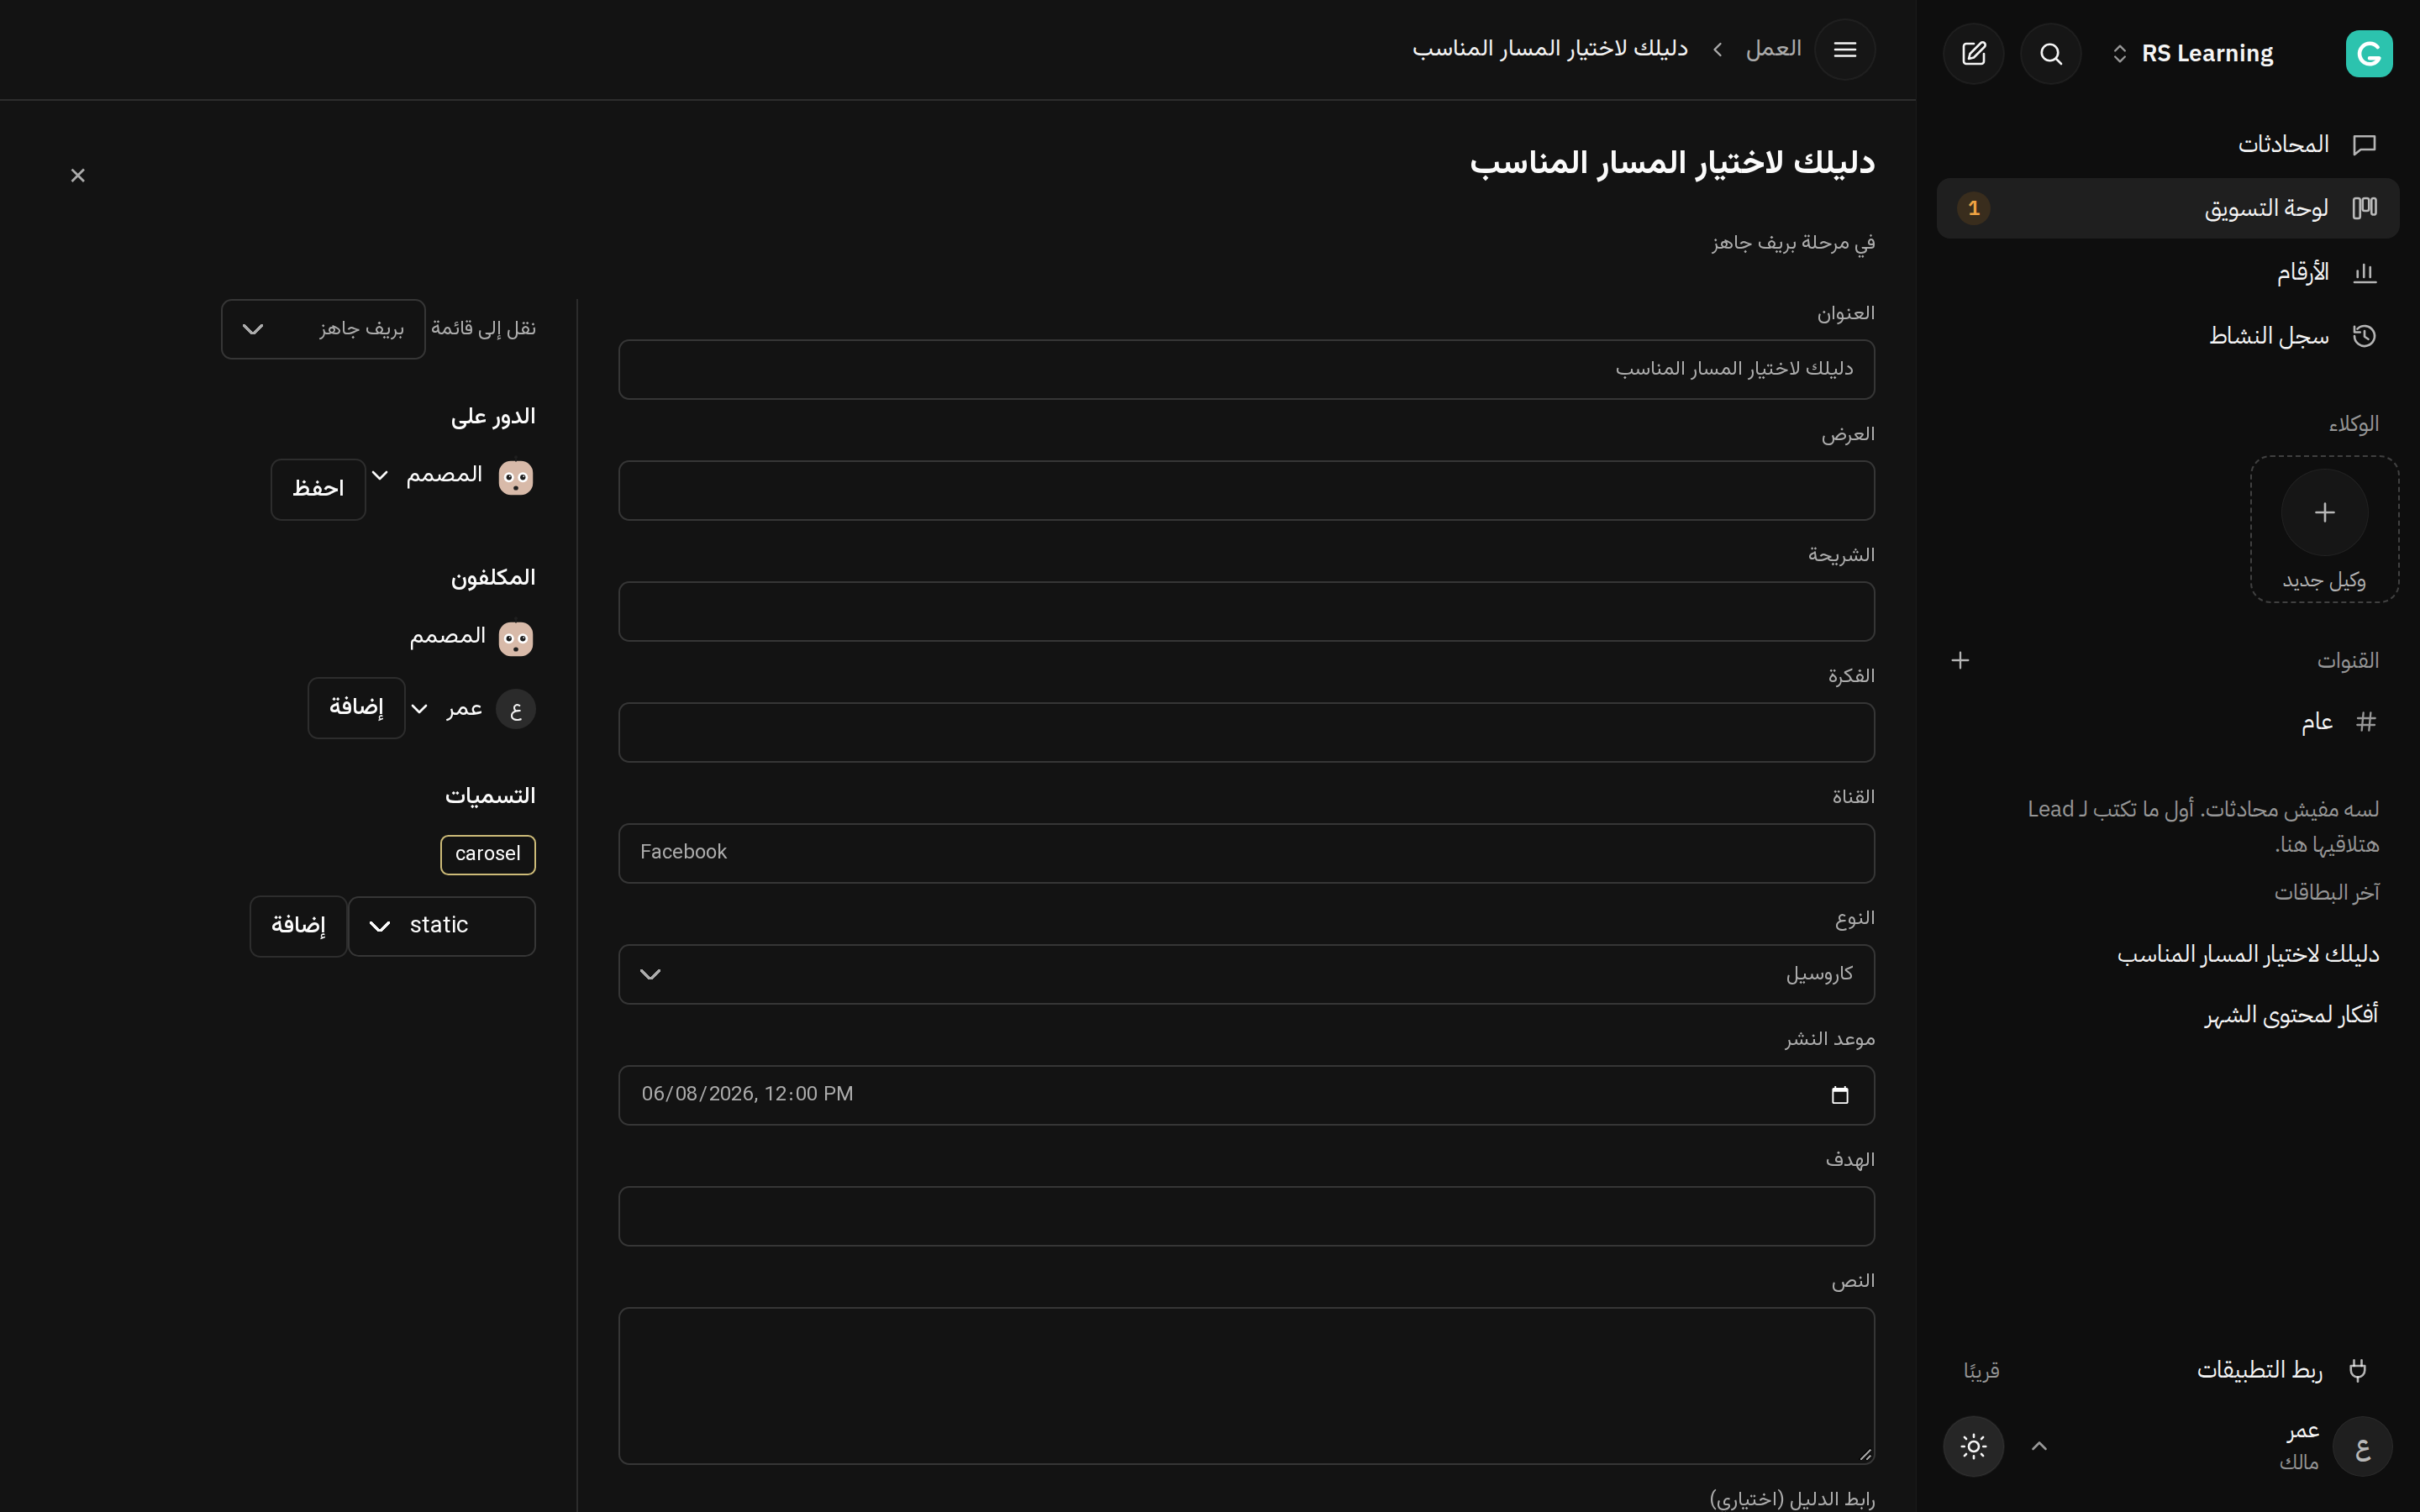 RS Learning
المحادثات
لوحة التسويق
1
الأرقام
سجل النشاط
الوكلاء
وكيل جديد
القنوات
عام
لسه مفيش محادثات. أول ما تكتب لـ Lead
هتلاقيها هنا.
آخر البطاقات
دليلك لاختيار المسار المناسب
أفكار لمحتوى الشهر
ربط التطبيقات
قريبًا
ع
عمر
مالك
العمل
دليلك لاختيار المسار المناسب
دليلك لاختيار المسار المناسب
في مرحلة بريف جاهز
العنوان
دليلك لاختيار المسار المناسب
العرض
الشريحة
الفكرة
القناة
Facebook
النوع
كاروسيل
موعد النشر
06/08/2026, 12:00 PM
الهدف
النص
رابط الدليل (اختياري)
نقل إلى قائمة
بريف جاهز
الدور على
المصمم
احفظ
المكلفون
المصمم
ع
عمر
إضافة
التسميات
carosel
static
إضافة